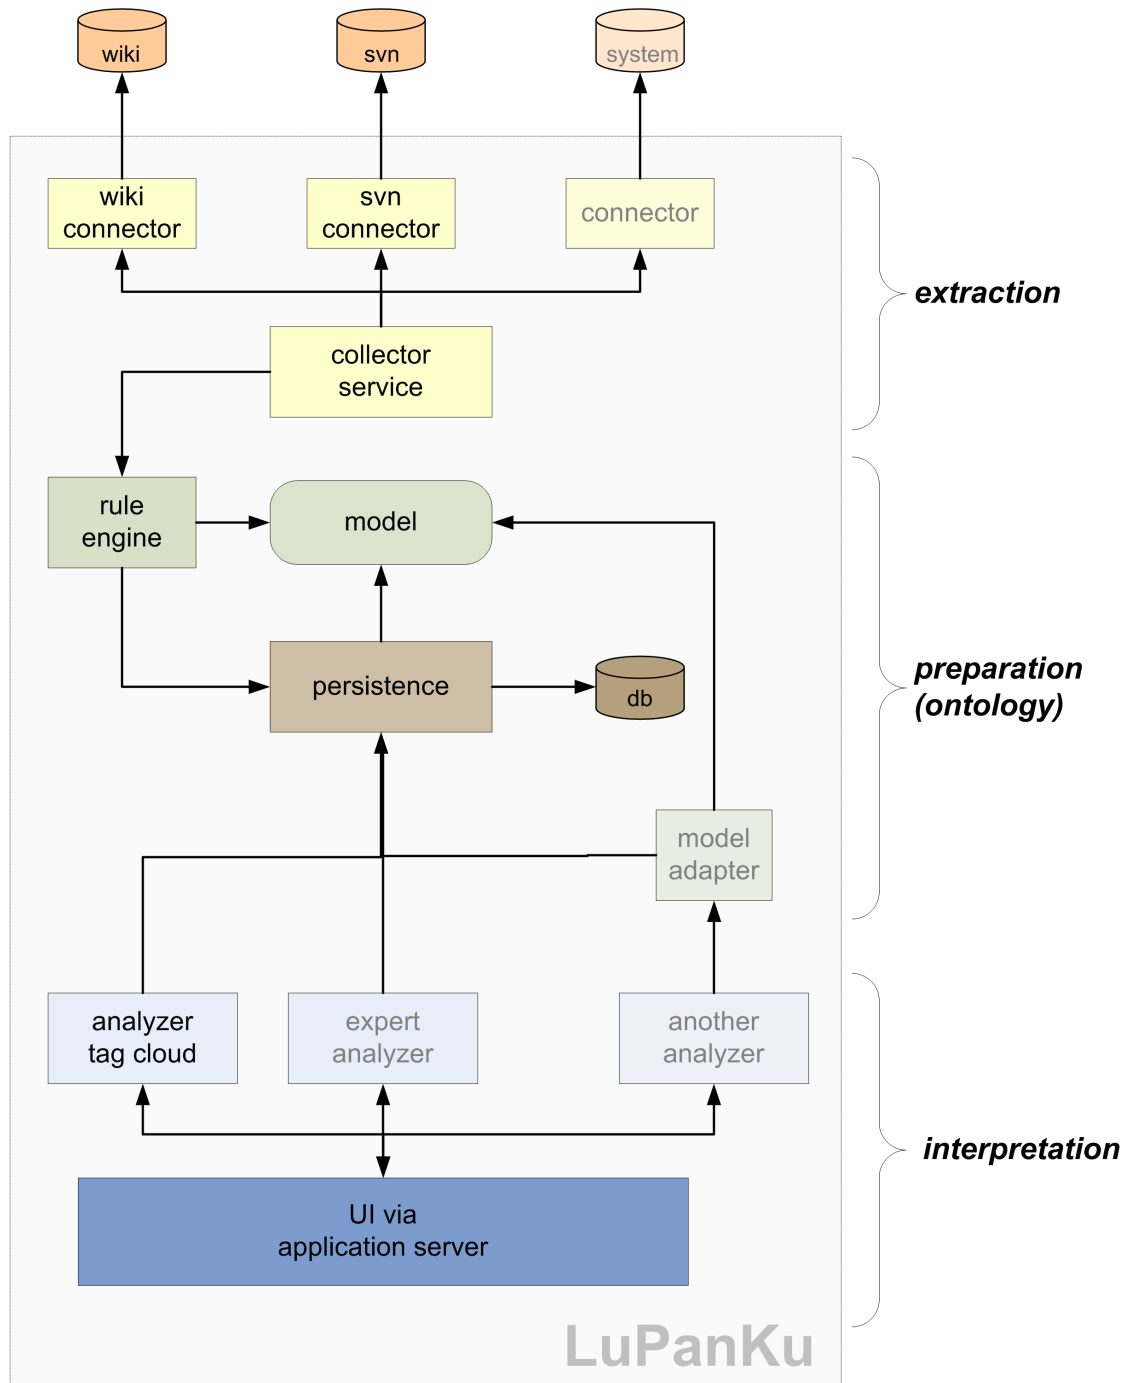 wiki
svn
system
wiki
connector
svn
connector
connector
extraction
collector
service
rule
engine
model
preparation
(ontology)
persistence
db
model
adapter
analyzer
tag cloud
expert
analyzer
another
analyzer
interpretation
UI via
application server
LuPanKu